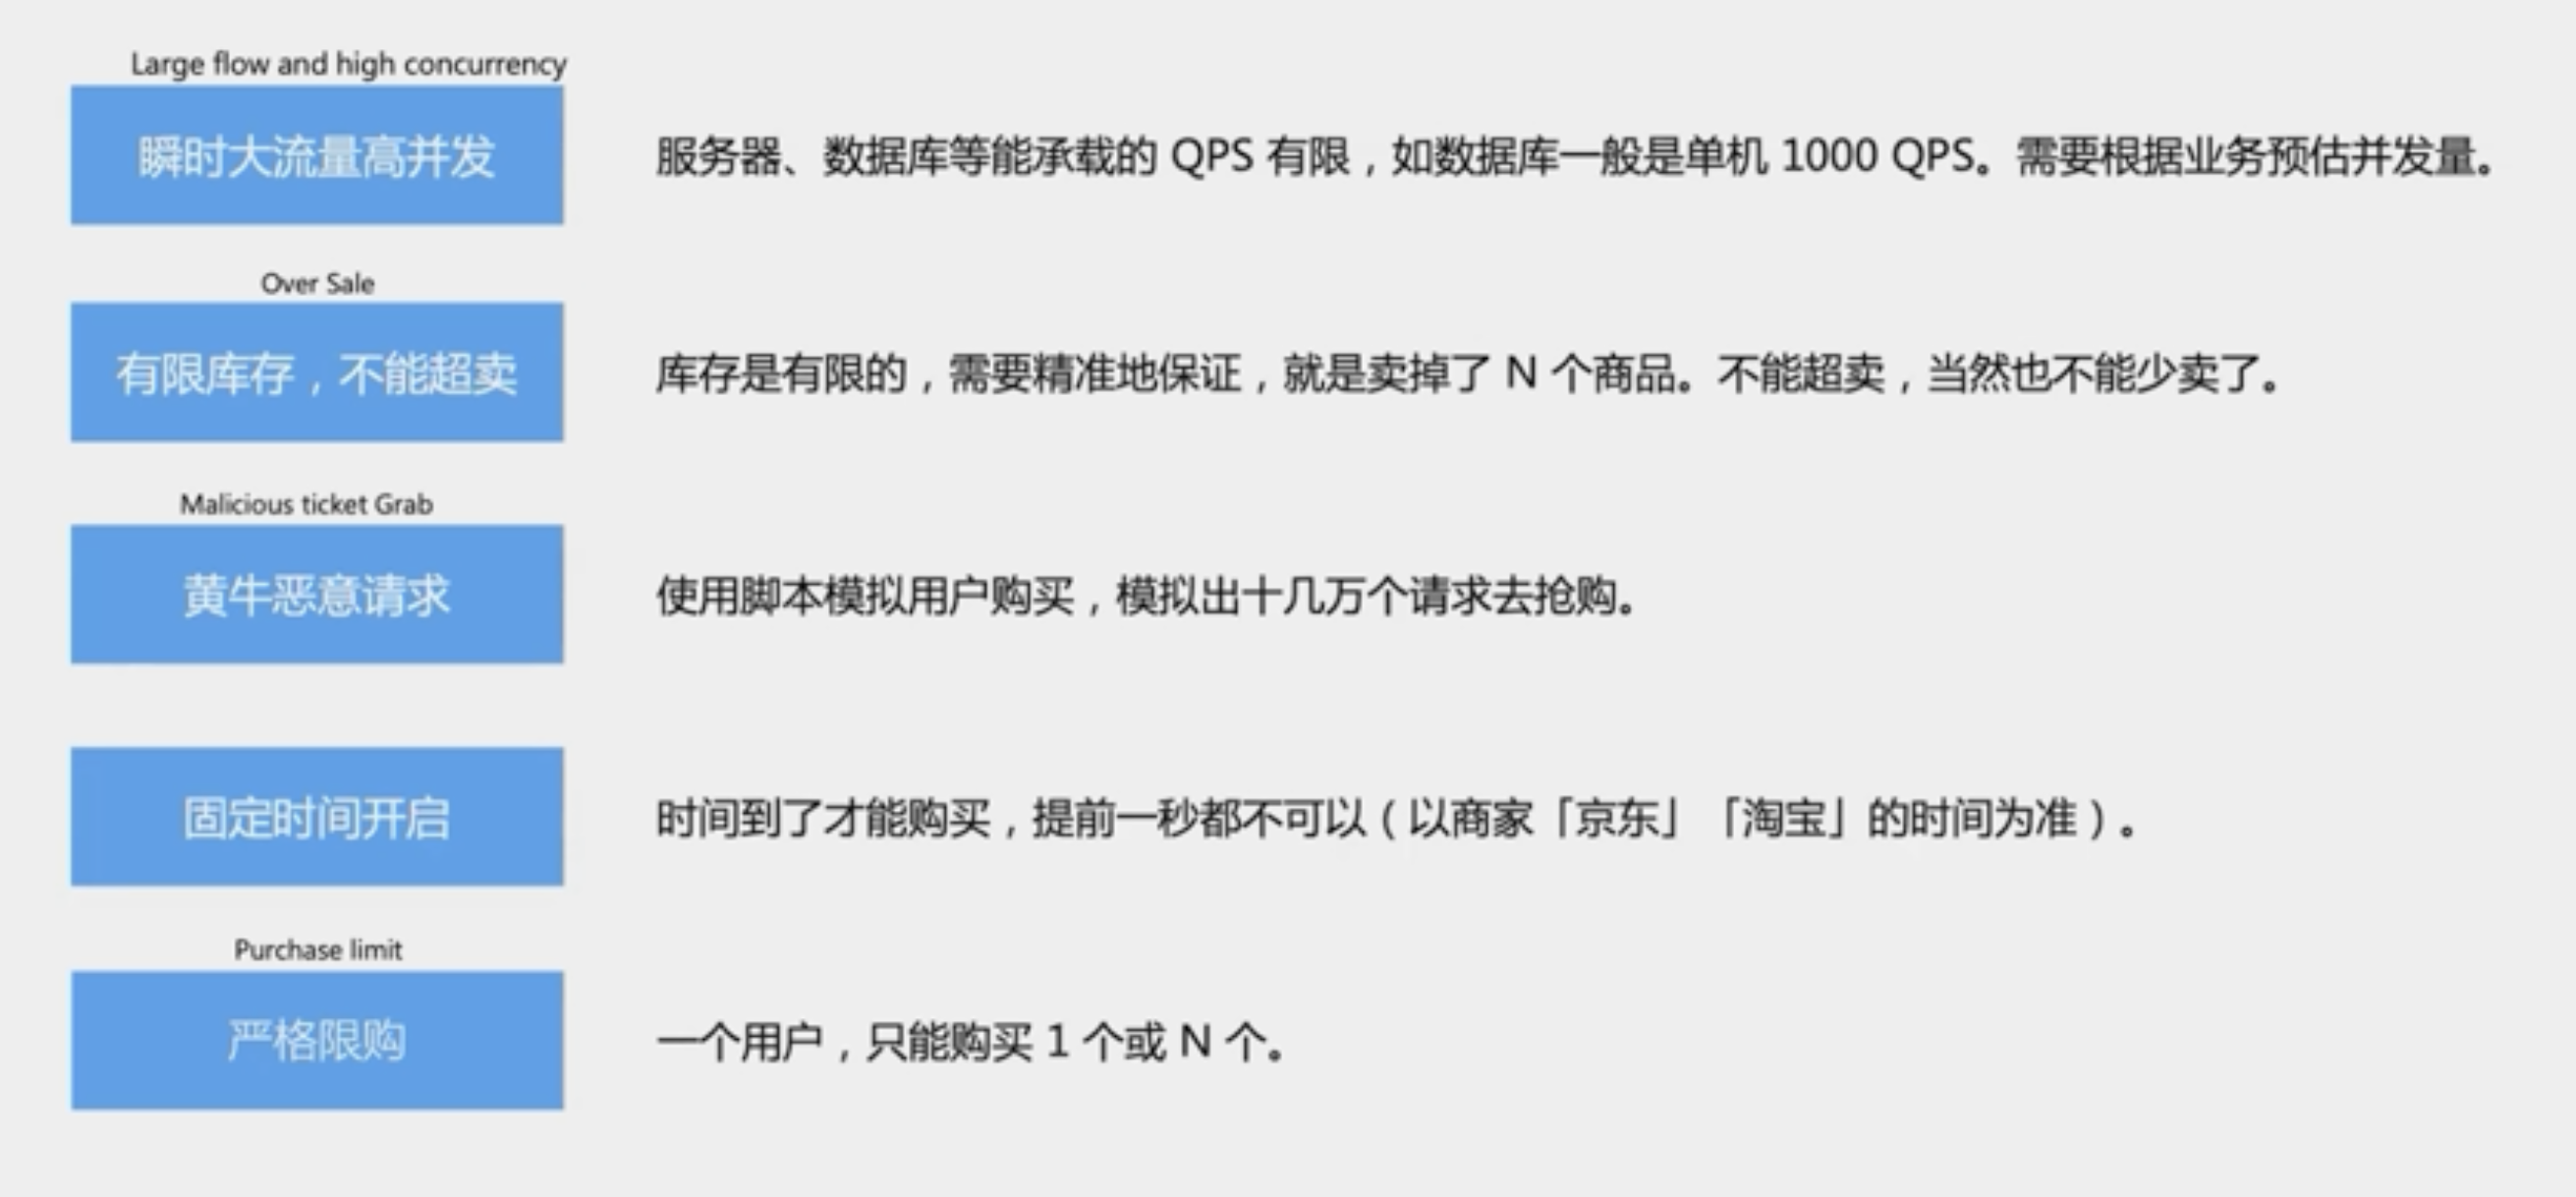 Large flow and high concurrency
瞬时大流量高并发
服务器、数据库等能承载的 QPS 有限，如数据库一般是单机 1000 QPS。需要根据业务预估并发量。
Over Sale
有限库存，不能超卖
库存是有限的，需要精准地保证，就是卖掉了 N 个商品。不能超卖，当然也不能少卖了。
Malicious ticket Grab
黄牛恶意请求
使用脚本模拟用户购买，模拟出十几万个请求去抢购。
固定时间开启
时间到了才能购买，提前一秒都不可以（以商家「京东」「淘宝」的时间为准）。
Purchase limit
严格限购
一个用户，只能购买 1 个或 N 个。